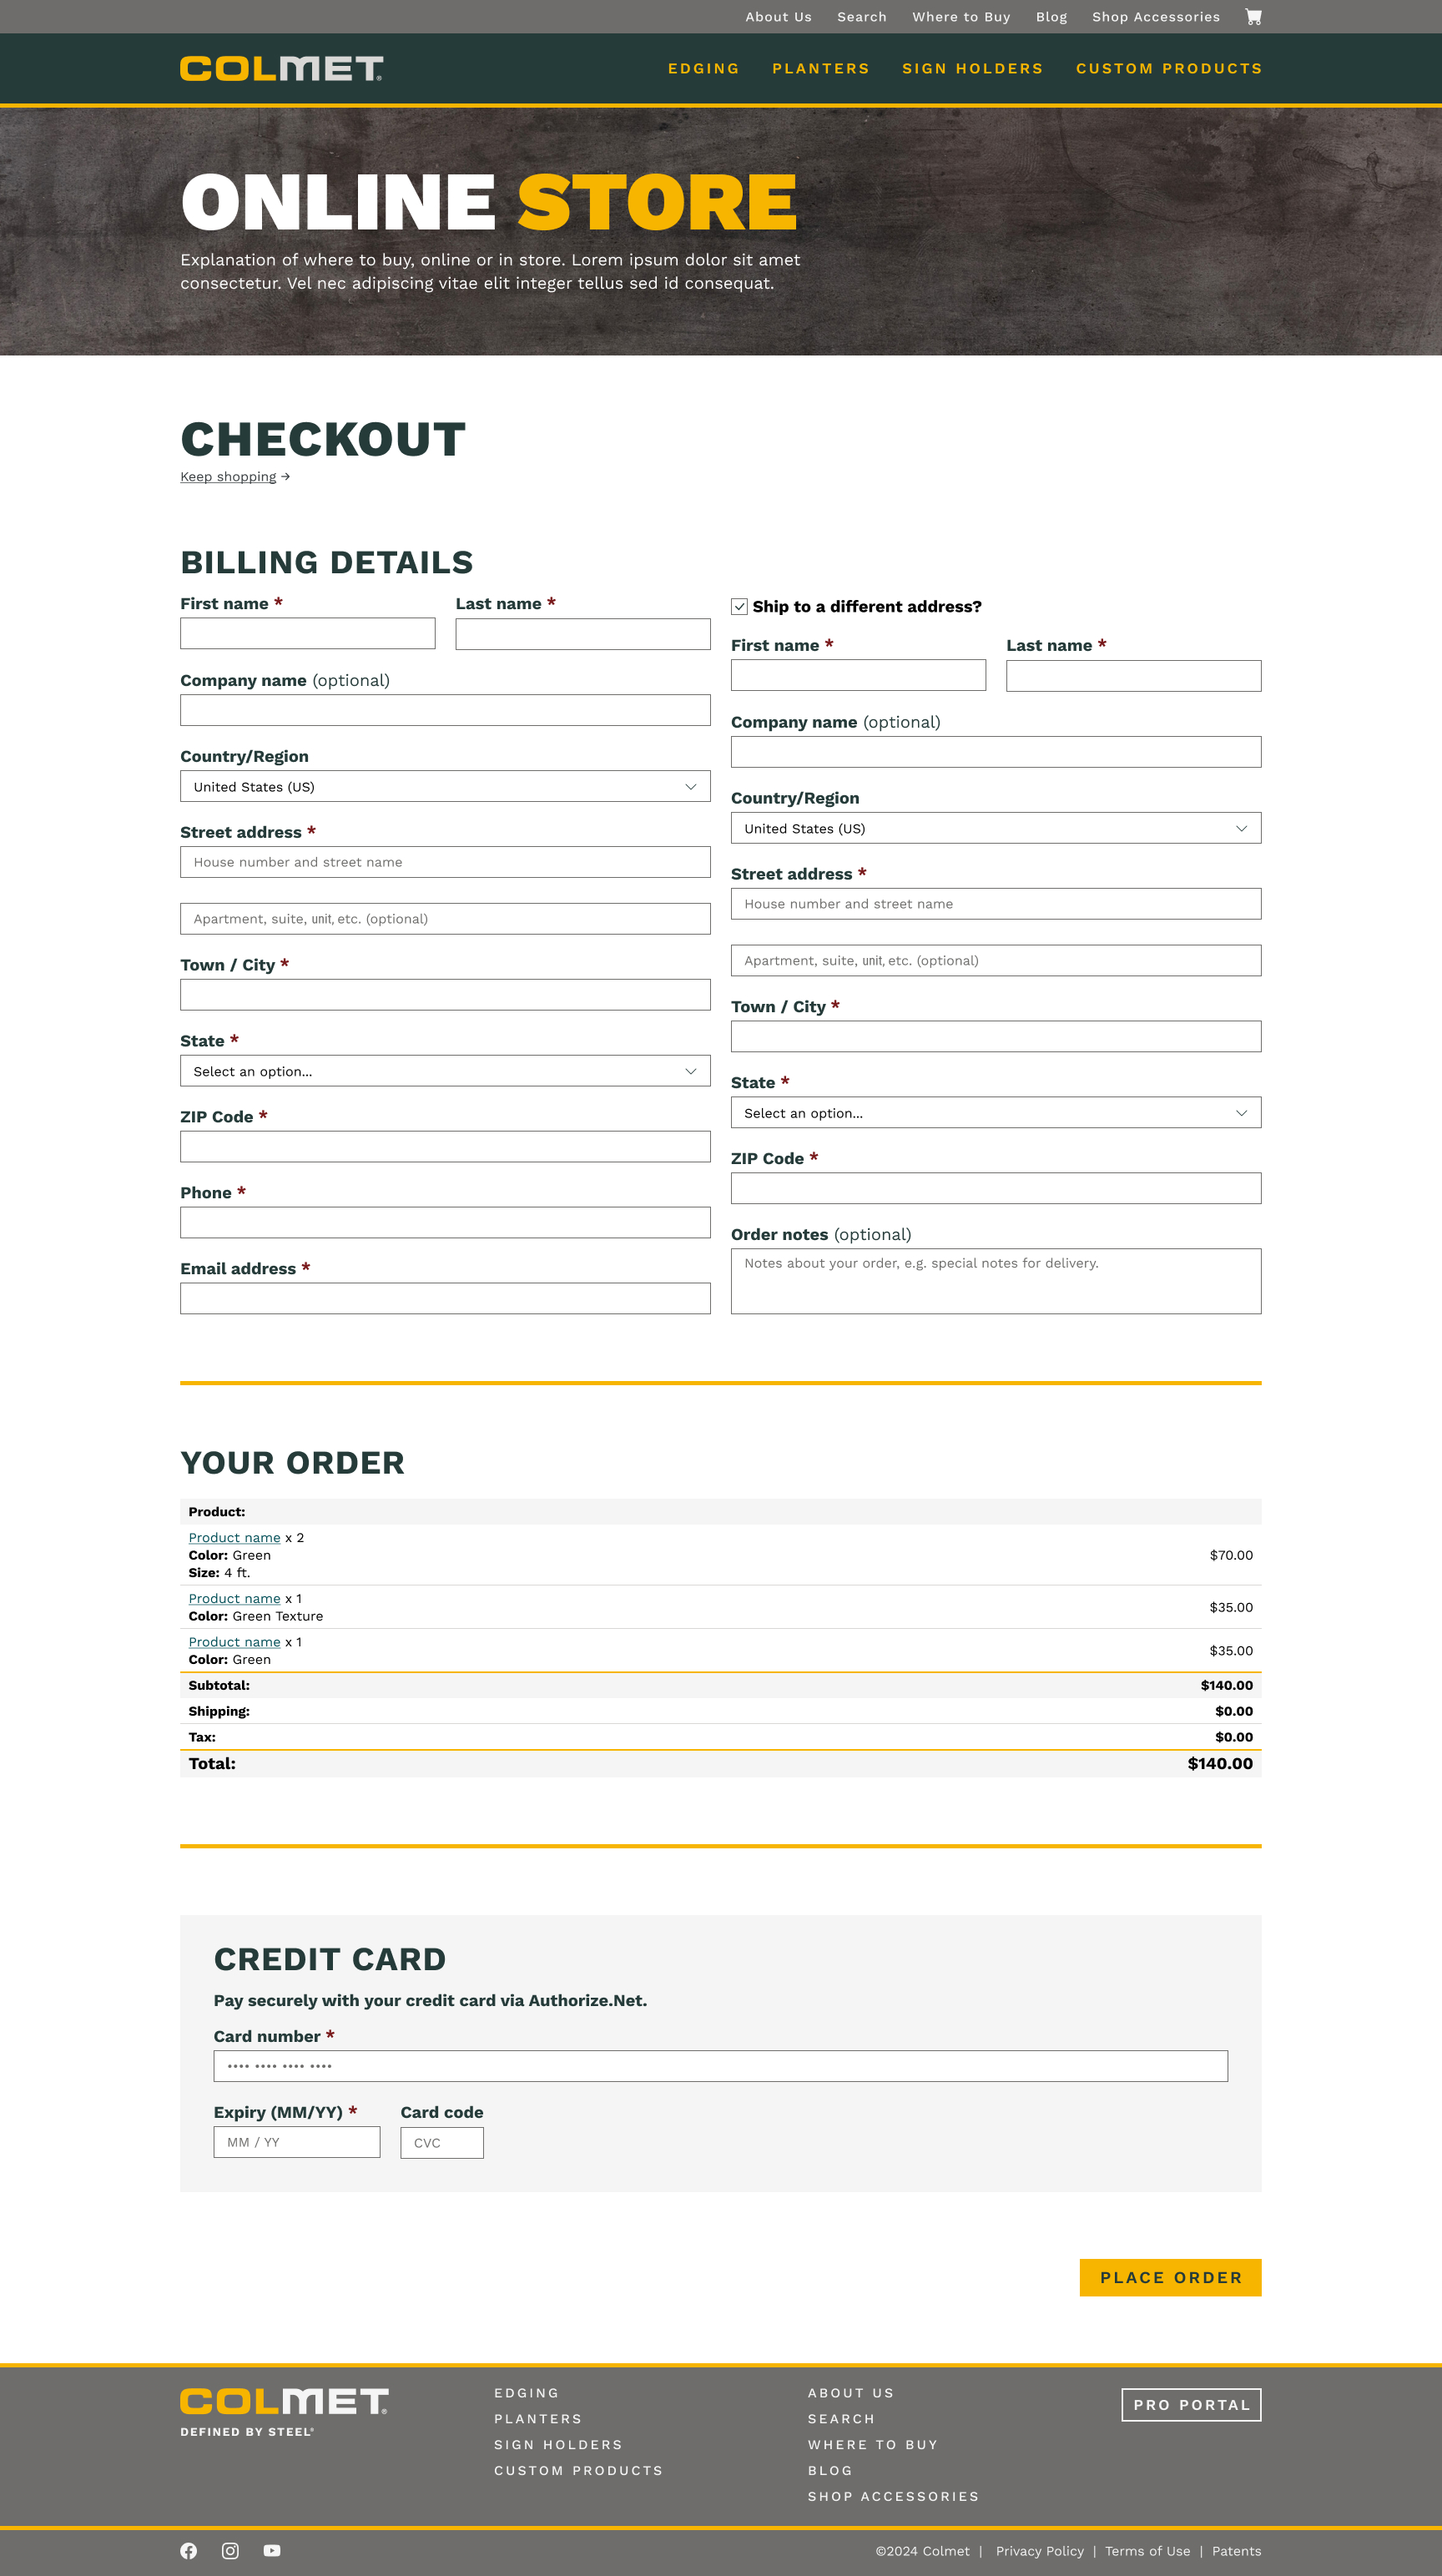 About Us Search Where to Buy Blog Shop Accessories
COLMET®
EDGING PLANTERS SIGN HOLDERS CUSTOM PRODUCTS
ONLINE STORE
Explanation of where to buy, online or in store. Lorem ipsum dolor sit amet
consectetur. Vel nec adipiscing vitae elit integer tellus sed id consequat.
CHECKOUT
Keep shopping →
BILLING DETAILS
First name * Last name *
Company name (optional)
Country/Region
United States (US)
Street address *
House number and street name
Apartment, suite, unit, etc. (optional)
Town / City *
State *
Select an option...
ZIP Code *
Phone *
Email address *
Ship to a different address?
First name * Last name *
Company name (optional)
Country/Region
United States (US)
Street address *
House number and street name
Apartment, suite, unit, etc. (optional)
Town / City *
State *
Select an option...
ZIP Code *
Order notes (optional)
Notes about your order, e.g. special notes for delivery.
YOUR ORDER
Product:
Product name x 2
Color: Green
$70.00
Size: 4 ft.
Product name x 1
Color: Green Texture
$35.00
Product name x 1
Color: Green
$35.00
Subtotal: $140.00
Shipping: $0.00
Tax: $0.00
Total: $140.00
CREDIT CARD
Pay securely with your credit card via Authorize.Net.
Card number *
•••• •••• •••• ••••
Expiry (MM/YY) * Card code
MM / YY CVC
PLACE ORDER
COLMET®
DEFINED BY STEEL®
EDGING
PLANTERS
SIGN HOLDERS
CUSTOM PRODUCTS
ABOUT US
SEARCH
WHERE TO BUY
BLOG
SHOP ACCESSORIES
PRO PORTAL
©2024 Colmet | Privacy Policy | Terms of Use | Patents